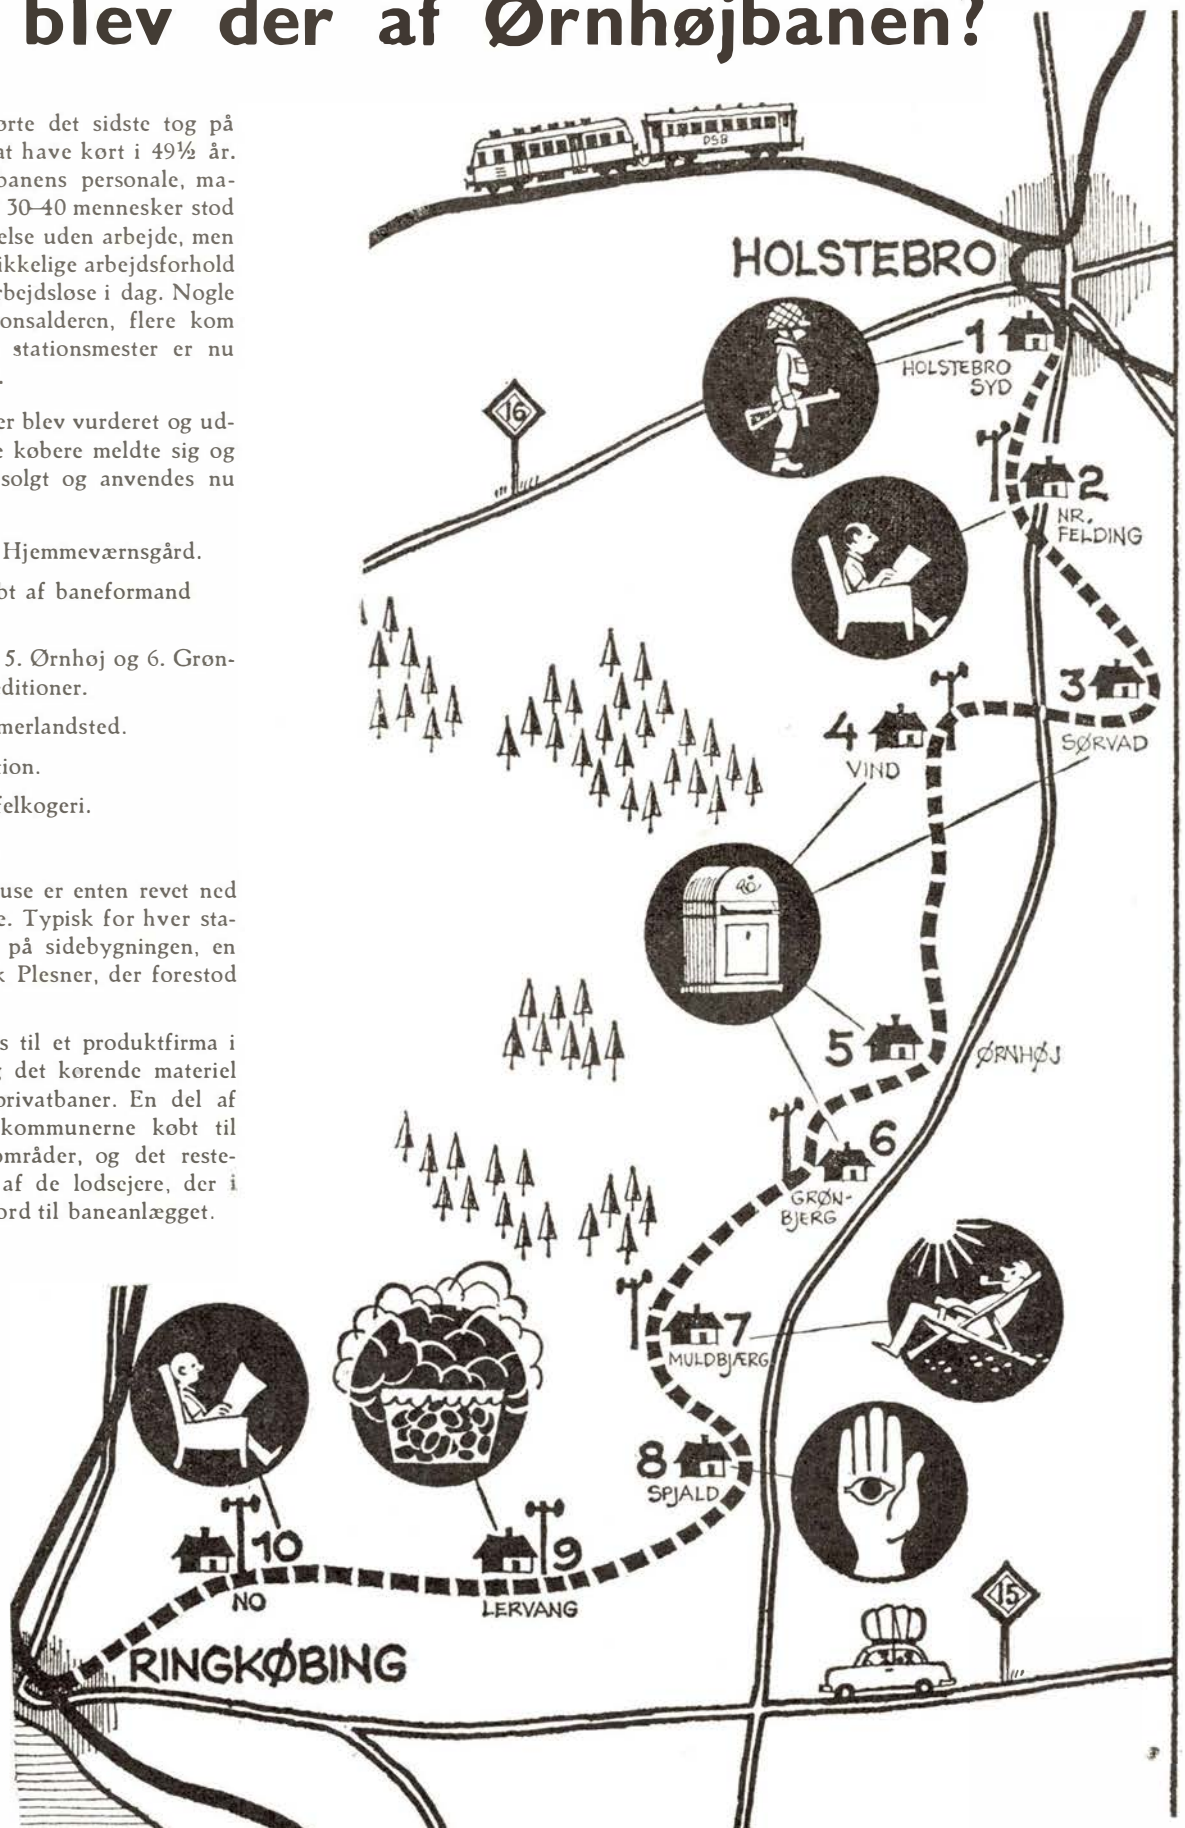 blev der af Ørnhøjbanen?
ørte det sidste tog på
at have kørt i 49½ år.
banens personale, ma-
30–40 mennesker stod
else uden arbejde, men
ikkelige arbejdsforhold
rbejdsløse i dag. Nogle
onsalderen, flere kom
stationsmester er nu
.
er blev vurderet og ud-
e købere meldte sig og
solgt og anvendes nu
Hjemmeværnsgård.
bt af baneformand
5. Ørnhøj og 6. Grøn-
ditioner.
merlandsted.
ion.
felkogeri.
use er enten revet ned
e. Typisk for hver sta-
på sidebygningen, en
k Plesner, der forestod
s til et produktfirma i
g det kørende materiel
privatbaner. En del af
kommunerne købt til
områder, og det reste-
af de lodsejere, der i
ord til baneanlægget.
DSB
HOLSTEBRO
1
HOLSTEBRO
SYD
16
2
NR.
FELDING
3
SØRVAD
4
VIND
5
ØRNHØJ
6
GRØN-
BJERG
7
MULDBJÆRG
8
SPJALD
10
NO
9
LERVANG
15
RINGKØBING